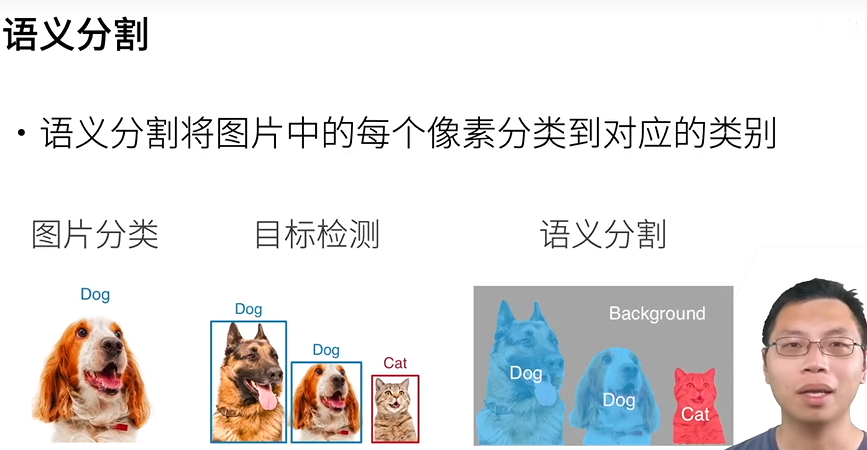 语义分割
• 语义分割将图片中的每个像素分类到对应的类别
图片分类
目标检测
语义分割
Dog
Dog
Dog
Cat
Background
Dog
Dog
Cat